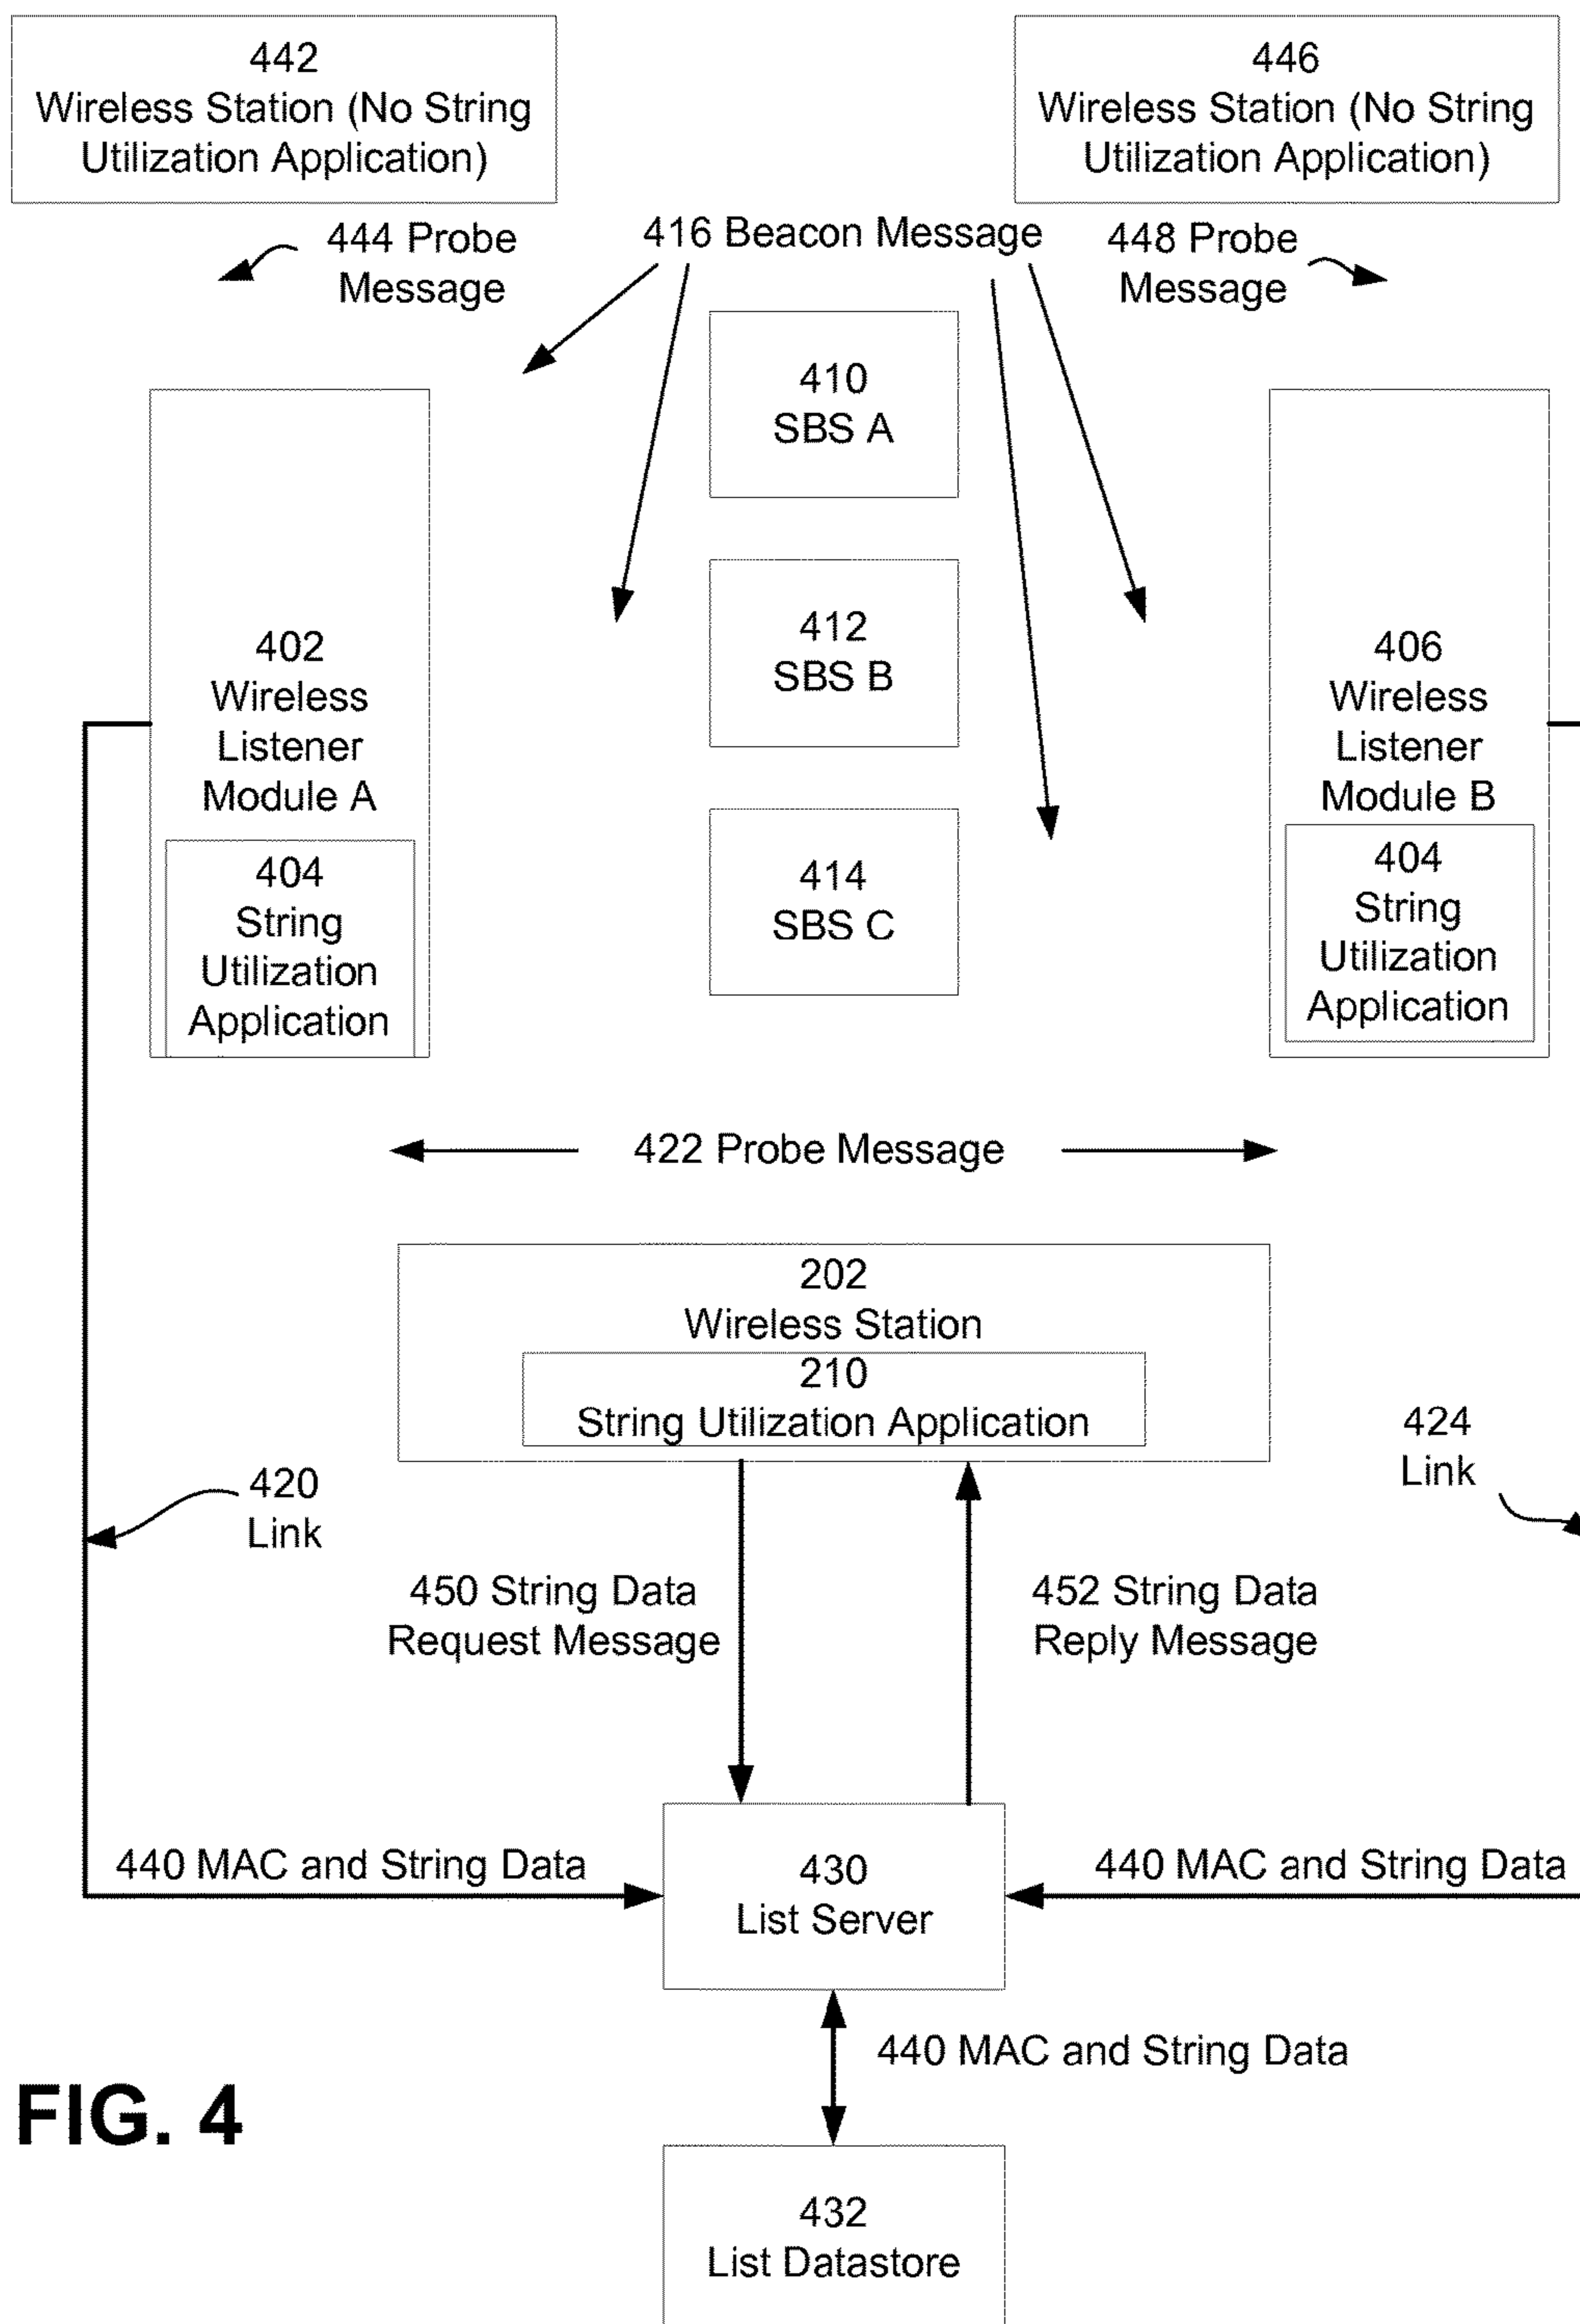 442
Wireless Station (No String
Utilization Application)
446
Wireless Station (No String
Utilization Application)
444 Probe
Message
416 Beacon Message
448 Probe
Message
410
SBS A
412
SBS B
414
SBS C
402
Wireless
Listener
Module A
404
String
Utilization
Application
406
Wireless
Listener
Module B
404
String
Utilization
Application
422 Probe Message
202
Wireless Station
210
String Utilization Application
420
Link
424
Link
450 String Data
Request Message
452 String Data
Reply Message
440 MAC and String Data
430
List Server
440 MAC and String Data
440 MAC and String Data
FIG. 4
432
List Datastore